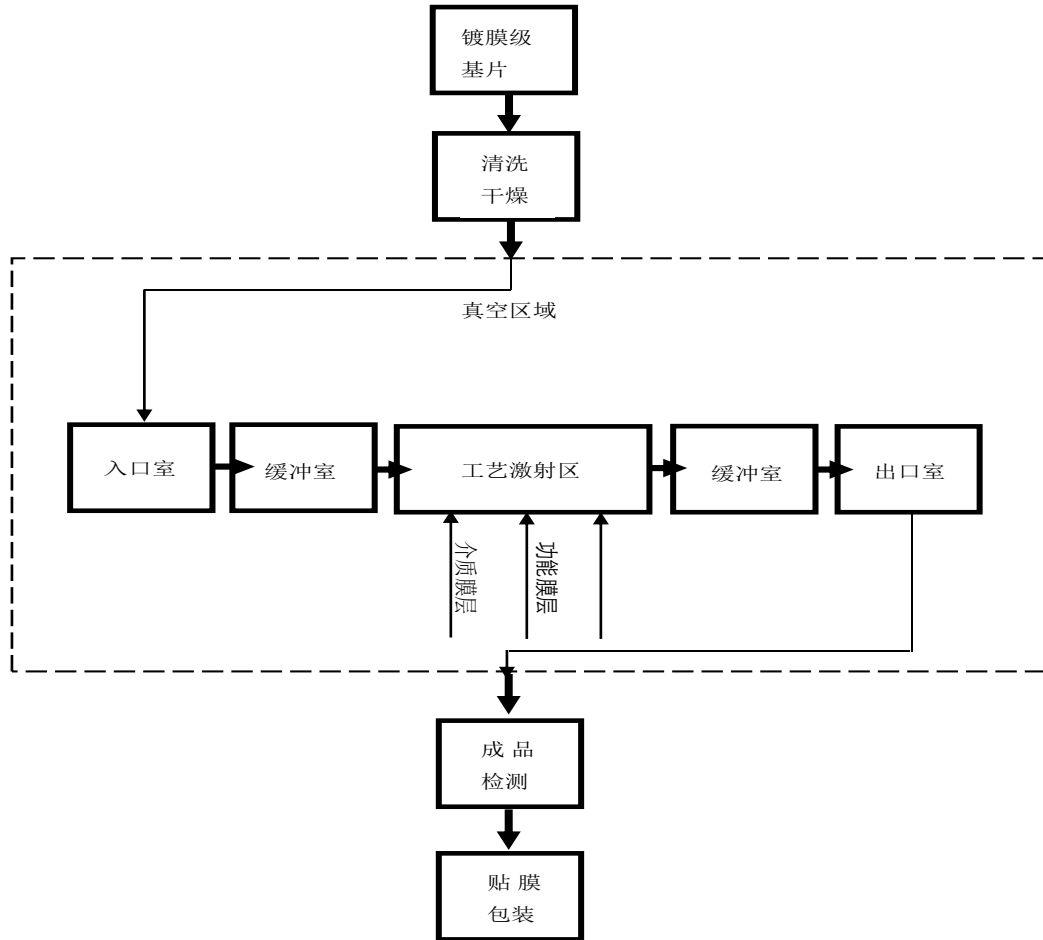 镀膜级
基片
清洗
干燥
真空区域
入口室
缓冲室
工艺溅射区
缓冲室
出口室
介质膜层
功能膜层
成 品
检测
贴 膜
包装